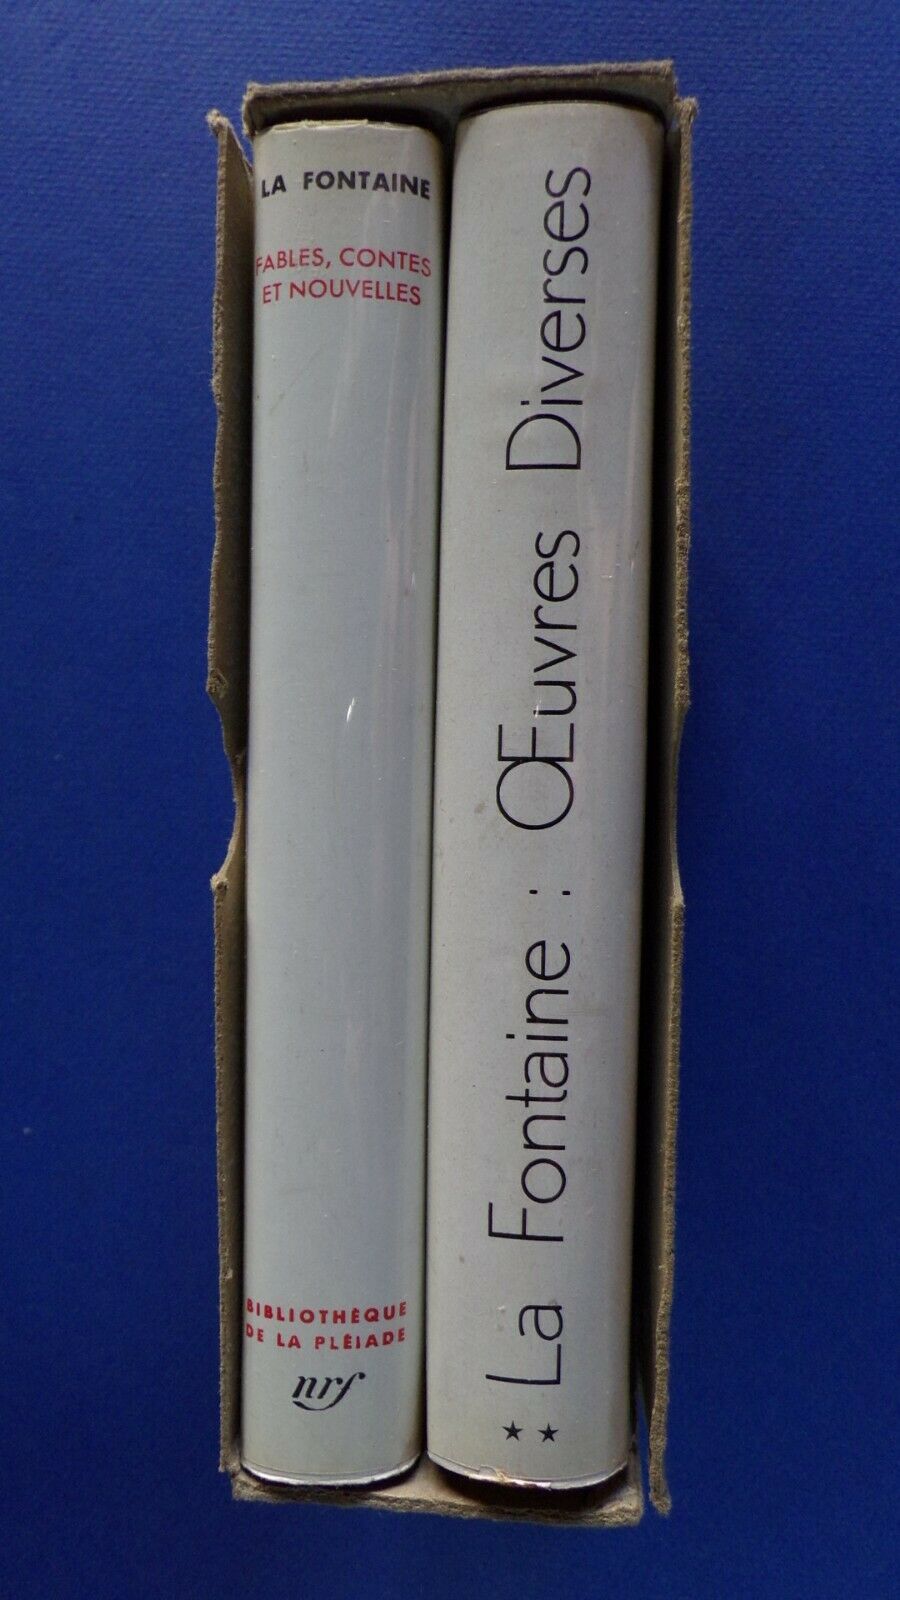 LA FONTAINE
FABLES, CONTES
ET NOUVELLES
BIBLIOTHÈQUE
DE LA PLÉIADE
nrf
★★ La Fontaine : Œuvres Diverses